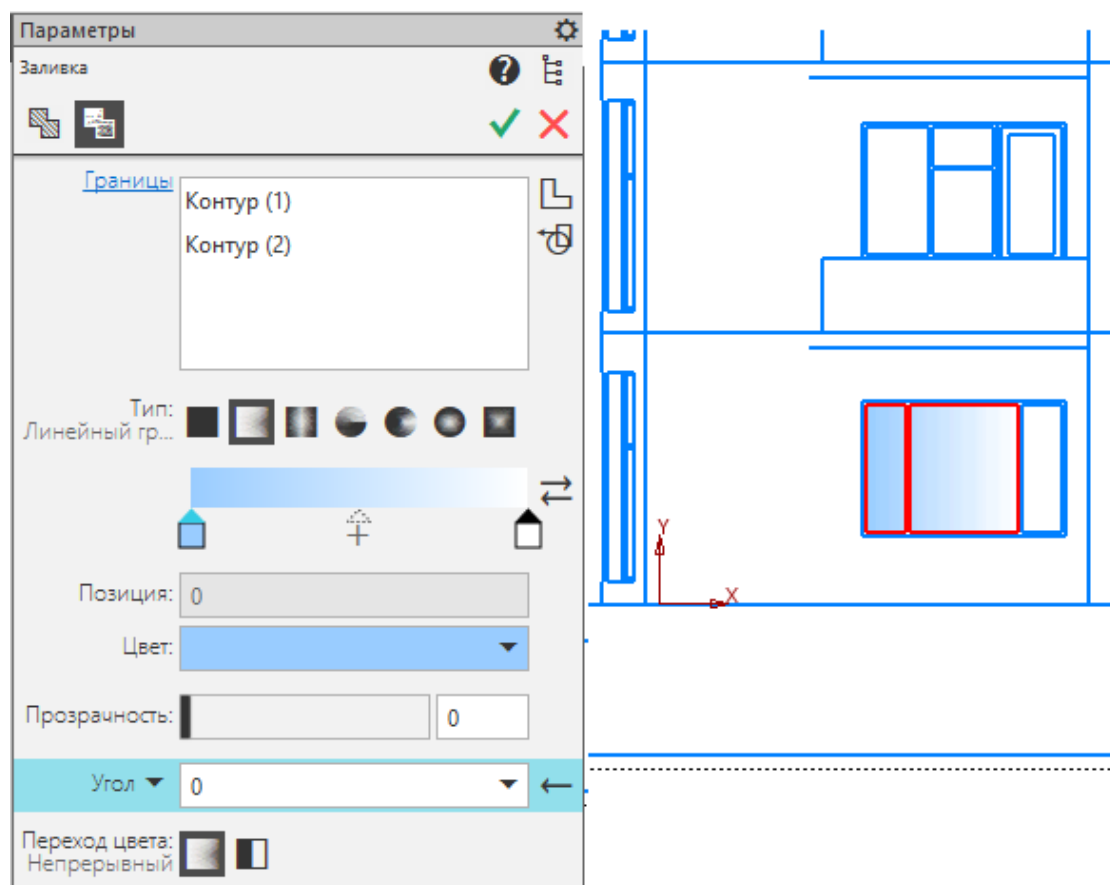 Параметры
Заливка
Границы
Контур (1)
Контур (2)
Тип:
Линейный гр...
Позиция: 0
Цвет:
Прозрачность: 0
Угол 0
Переход цвета:
Непрерывный
Y
X